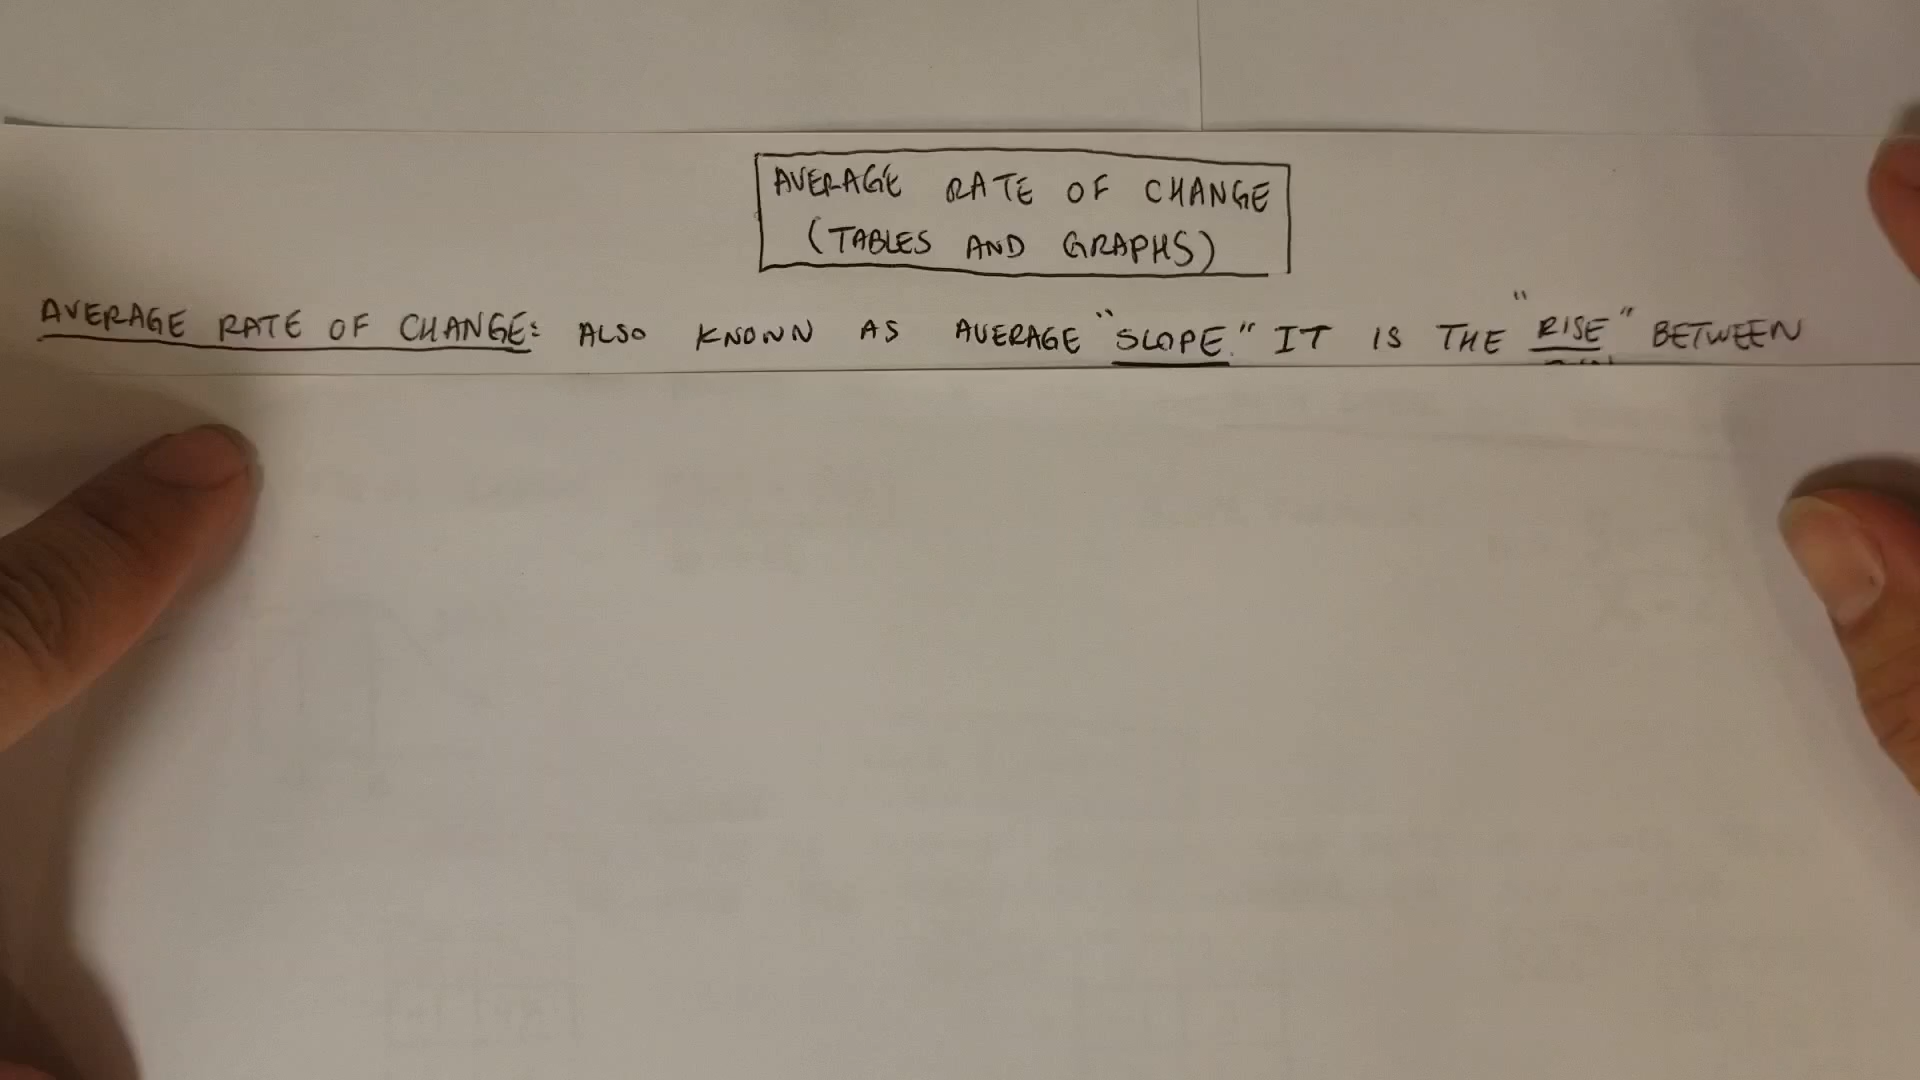 AVERAGE RATE OF CHANGE
(TABLES AND GRAPHS)
AVERAGE RATE OF CHANGE: ALSO KNOWN AS AVERAGE "SLOPE." IT IS THE "RISE" BETWEEN